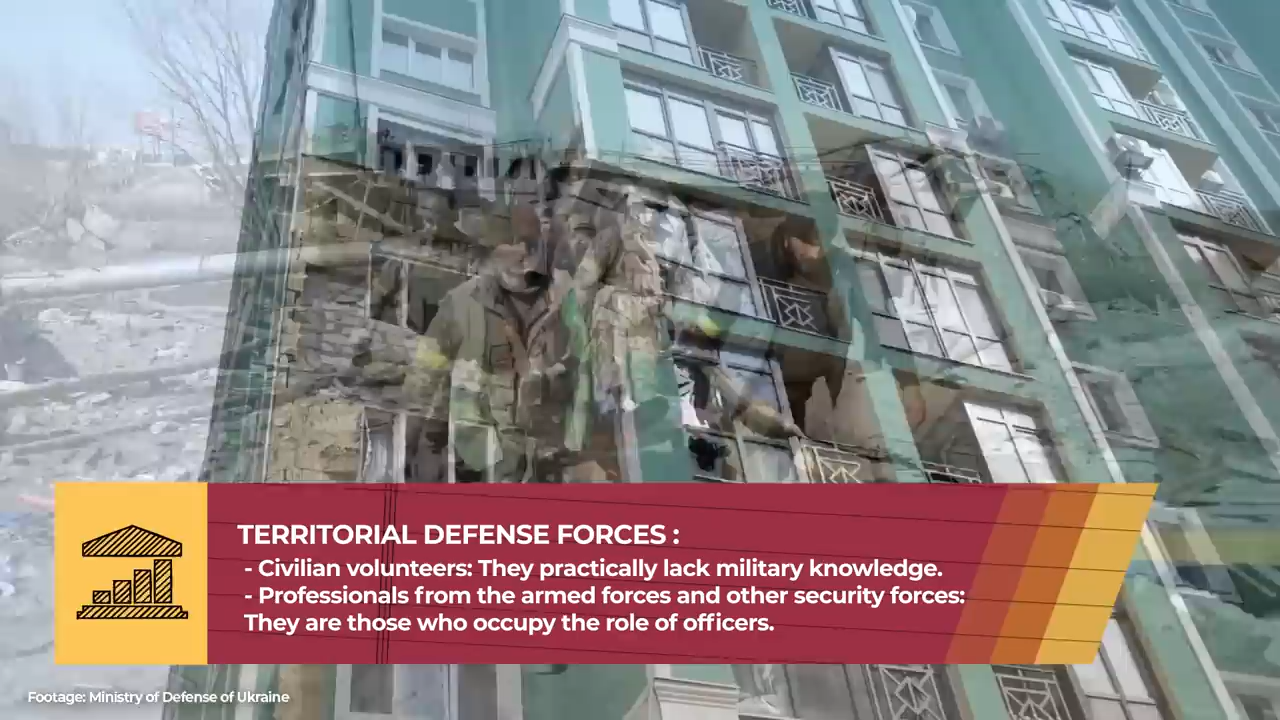 TERRITORIAL DEFENSE FORCES :
- Civilian volunteers: They practically lack military knowledge.
- Professionals from the armed forces and other security forces:
They are those who occupy the role of officers.
Footage: Ministry of Defense of Ukraine